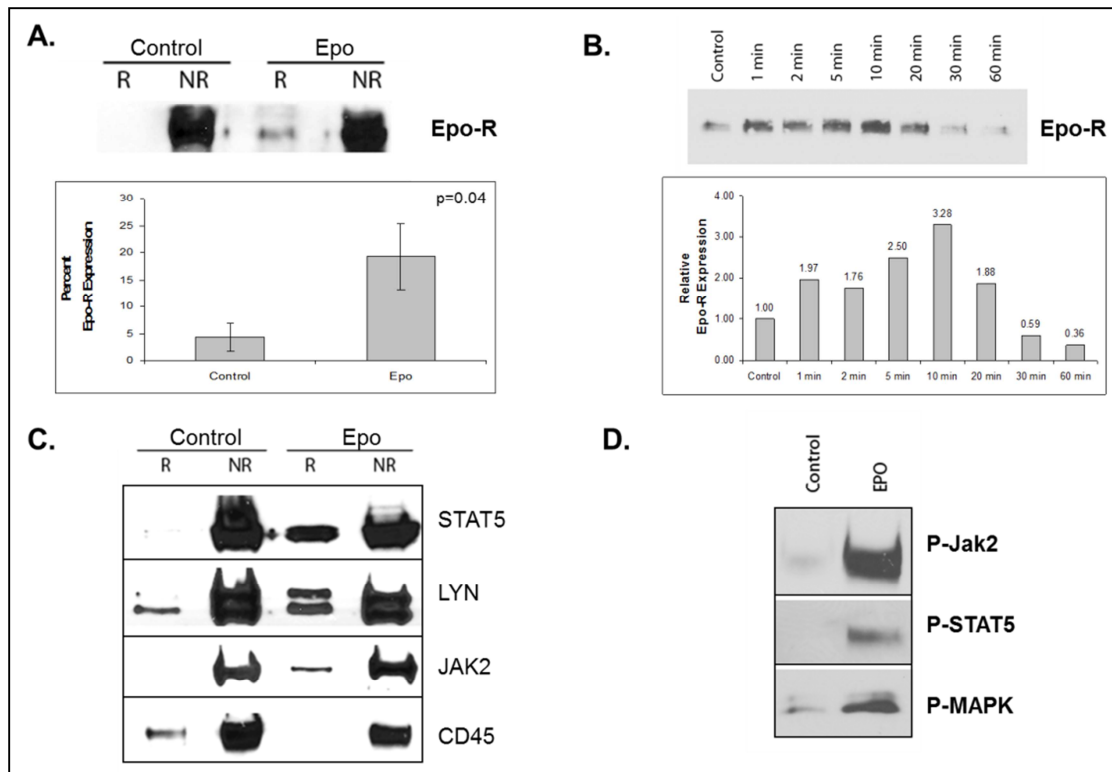 A.
Control Epo
R NR R NR
Epo-R
30
25
20
15
10
5
0
Percent
Epo-R Expression
p=0.04
Control Epo
B.
Control 1 min 2 min 5 min 10 min 20 min 30 min 60 min
Epo-R
4.00
3.00
2.00
1.00
0.00
Relative
Epo-R Expression
1.00 1.97 1.76 2.50 3.28 1.88 0.59 0.36
Control 1 min 2 min 5 min 10 min 20 min 30 min 60 min
C.
Control Epo
R NR R NR
STAT5
LYN
JAK2
CD45
D.
Control EPO
P-Jak2
P-STAT5
P-MAPK